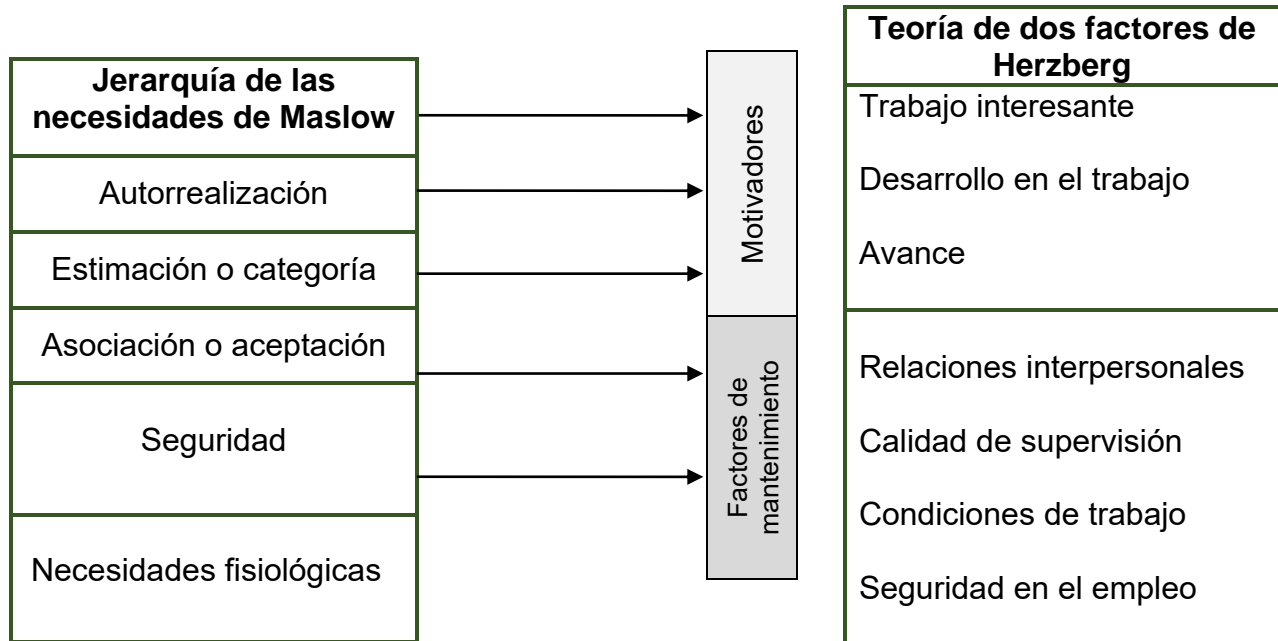 Jerarquía de las
necesidades de Maslow
Autorrealización
Estimación o categoría
Asociación o aceptación
Seguridad
Necesidades fisiológicas
Motivadores
Factores de
mantenimiento
Teoría de dos factores de
Herzberg
Trabajo interesante
Desarrollo en el trabajo
Avance
Relaciones interpersonales
Calidad de supervisión
Condiciones de trabajo
Seguridad en el empleo